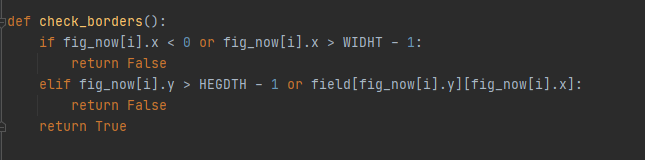 def check_borders():
    if fig_now[i].x < 0 or fig_now[i].x > WIDHT - 1:
        return False
    elif fig_now[i].y > HEGDTH - 1 or field[fig_now[i].y][fig_now[i].x]:
        return False
    return True